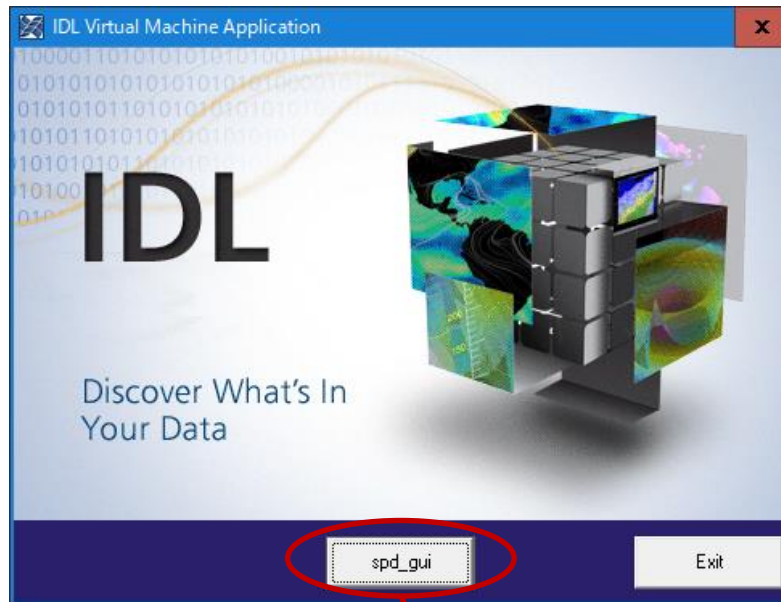 IDL Virtual Machine Application
x
IDL
Discover What's In
Your Data
spd_gui
Exit